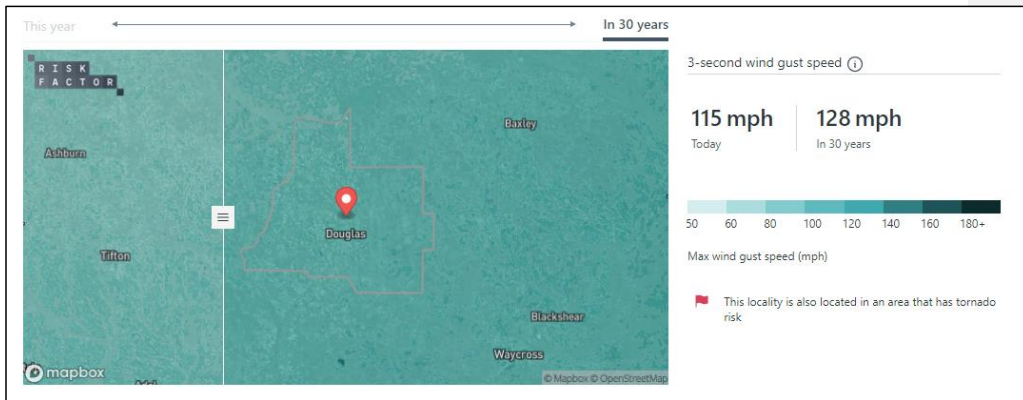 This year
In 30 years
RISK
FACTOR
Baxley
Ashburn
Douglas
Tifton
Blackshear
Waycross
mapbox
© Mapbox © OpenStreetMap
3-second wind gust speed
115 mph
128 mph
Today
In 30 years
50 60 80 100 120 140 160 180+
Max wind gust speed (mph)
This locality is also located in an area that has tornado
risk